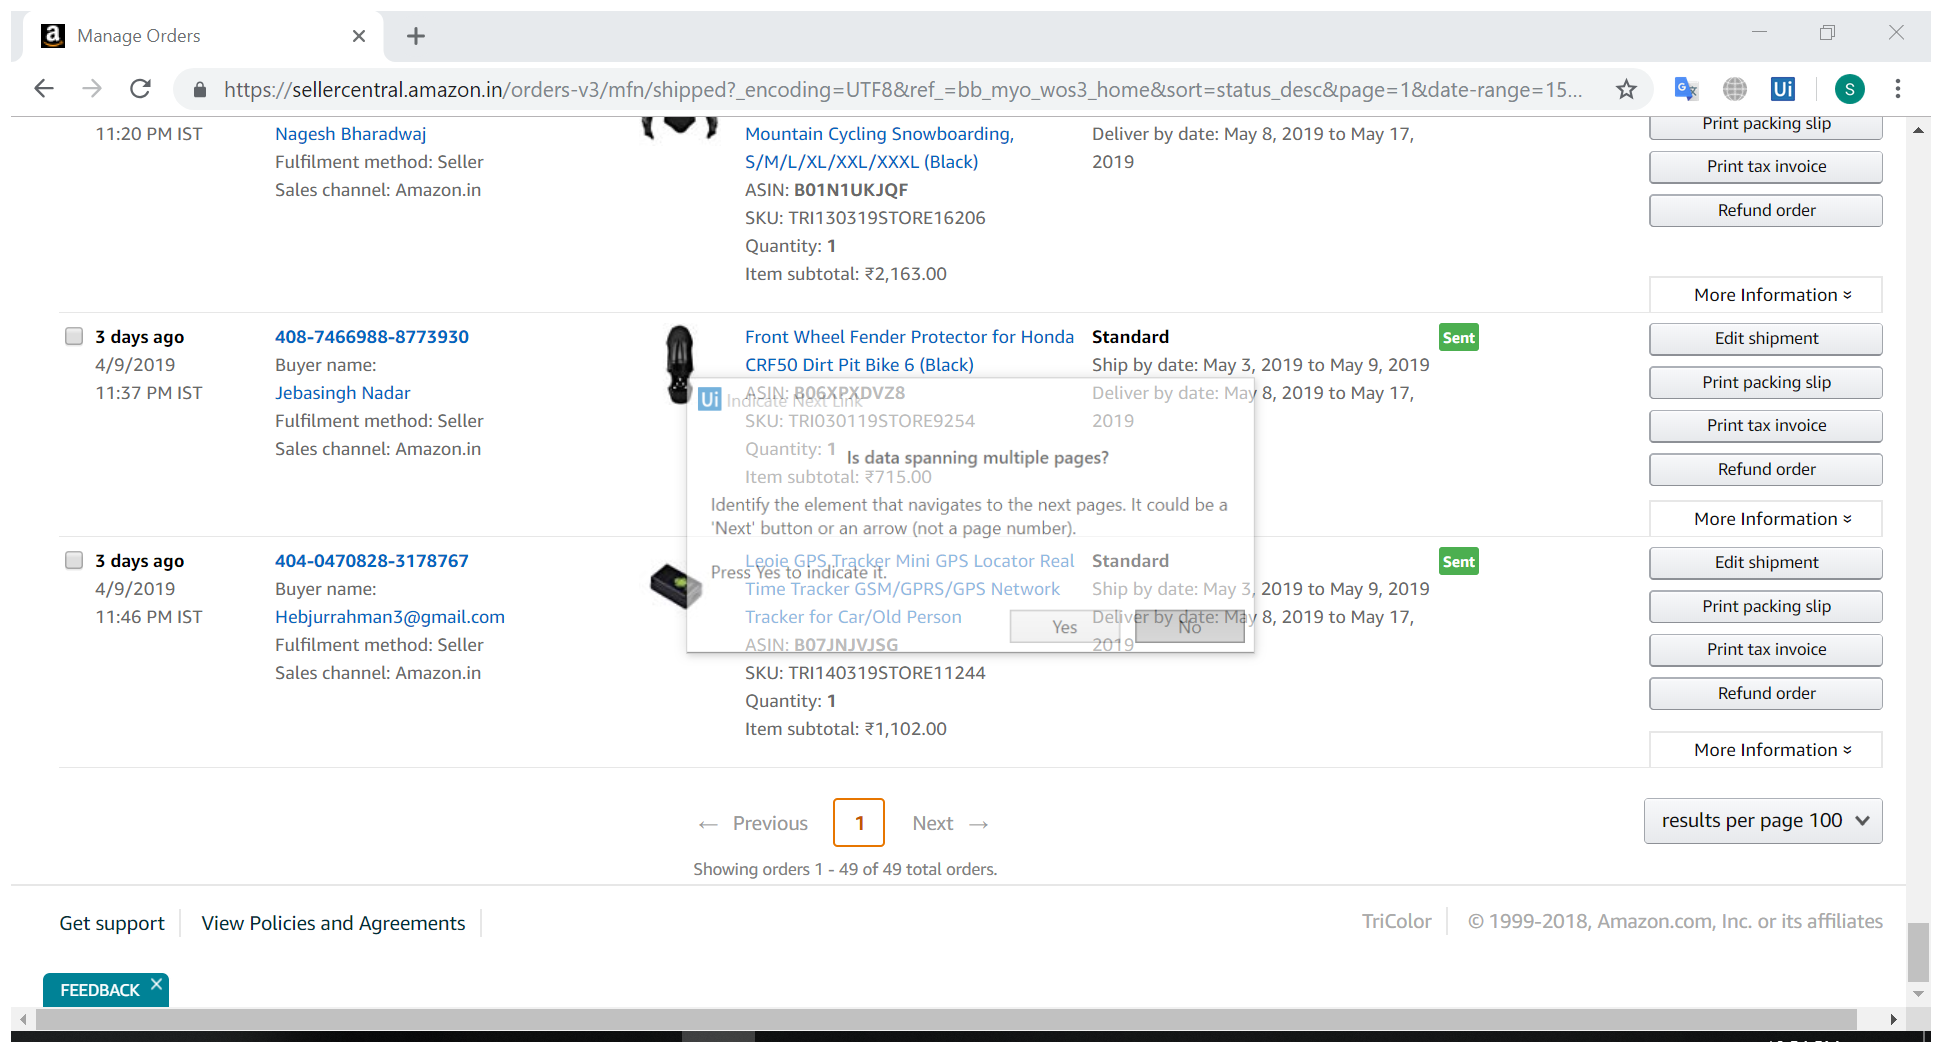 Manage Orders
https://sellercentral.amazon.in/orders-v3/mfn/shipped?_encoding=UTF8&ref_=bb_myo_wos3_home&sort=status_desc&page=1&date-range=15...
S
Ui
11:20 PM IST
Nagesh Bharadwaj
Fulfilment method: Seller
Sales channel: Amazon.in
Mountain Cycling Snowboarding,
S/M/L/XL/XXL/XXXL (Black)
ASIN: B01N1UKJQF
SKU: TRI130319STORE16206
Quantity: 1
Item subtotal: ₹2,163.00
Deliver by date: May 8, 2019 to May 17,
2019
Print packing slip
Print tax invoice
Refund order
More Information
3 days ago
4/9/2019
11:37 PM IST
408-7466988-8773930
Buyer name:
Jebasingh Nadar
Fulfilment method: Seller
Sales channel: Amazon.in
Front Wheel Fender Protector for Honda
CRF50 Dirt Pit Bike 6 (Black)
ASIN: B06XPXDVZ8
SKU: TRI030119STORE9254
Quantity: 1
Item subtotal: ₹715.00
Standard
Ship by date: May 3, 2019 to May 9, 2019
Deliver by date: May 8, 2019 to May 17,
2019
Sent
Edit shipment
Print packing slip
Print tax invoice
Refund order
More Information
Ui Indicate Next Link
Is data spanning multiple pages?
Identify the element that navigates to the next pages. It could be a
'Next' button or an arrow (not a page number).
Press Yes to indicate it.
Yes
No
3 days ago
4/9/2019
11:46 PM IST
404-0470828-3178767
Buyer name:
Hebjurrahman3@gmail.com
Fulfilment method: Seller
Sales channel: Amazon.in
Leoie GPS Tracker Mini GPS Locator Real
Time Tracker GSM/GPRS/GPS Network
Tracker for Car/Old Person
ASIN: B07JNJVJSG
SKU: TRI140319STORE11244
Quantity: 1
Item subtotal: ₹1,102.00
Standard
Ship by date: May 3, 2019 to May 9, 2019
Deliver by date: May 8, 2019 to May 17,
2019
Sent
Edit shipment
Print packing slip
Print tax invoice
Refund order
More Information
← Previous 1 Next →
results per page 100
Showing orders 1 - 49 of 49 total orders.
Get support
View Policies and Agreements
TriColor
© 1999-2018, Amazon.com, Inc. or its affiliates
FEEDBACK